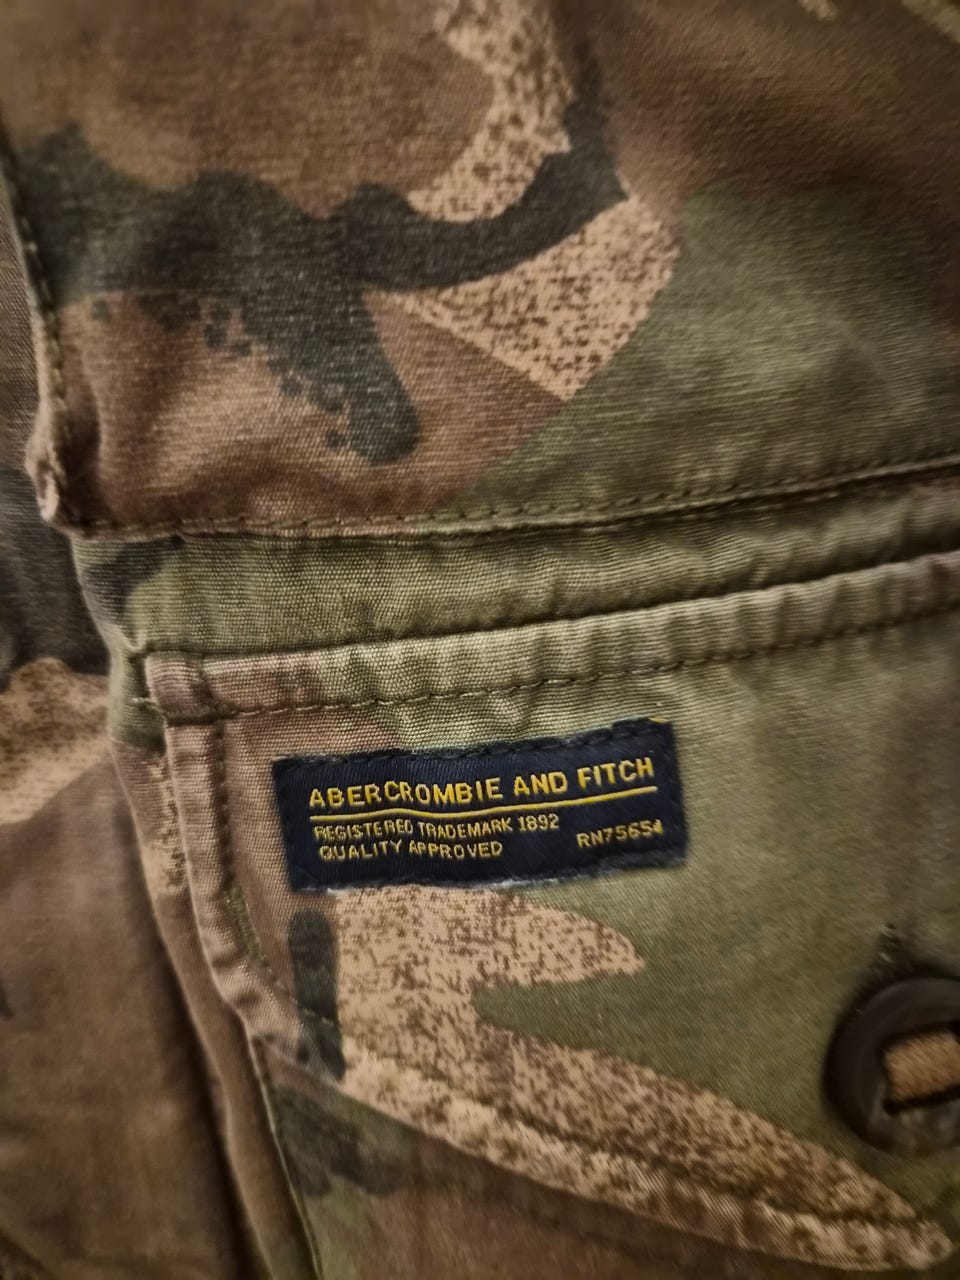 ABERCROMBIE AND FITCH
REGISTERED TRADEMARK 1892
QUALITY APPROVED
RN75654